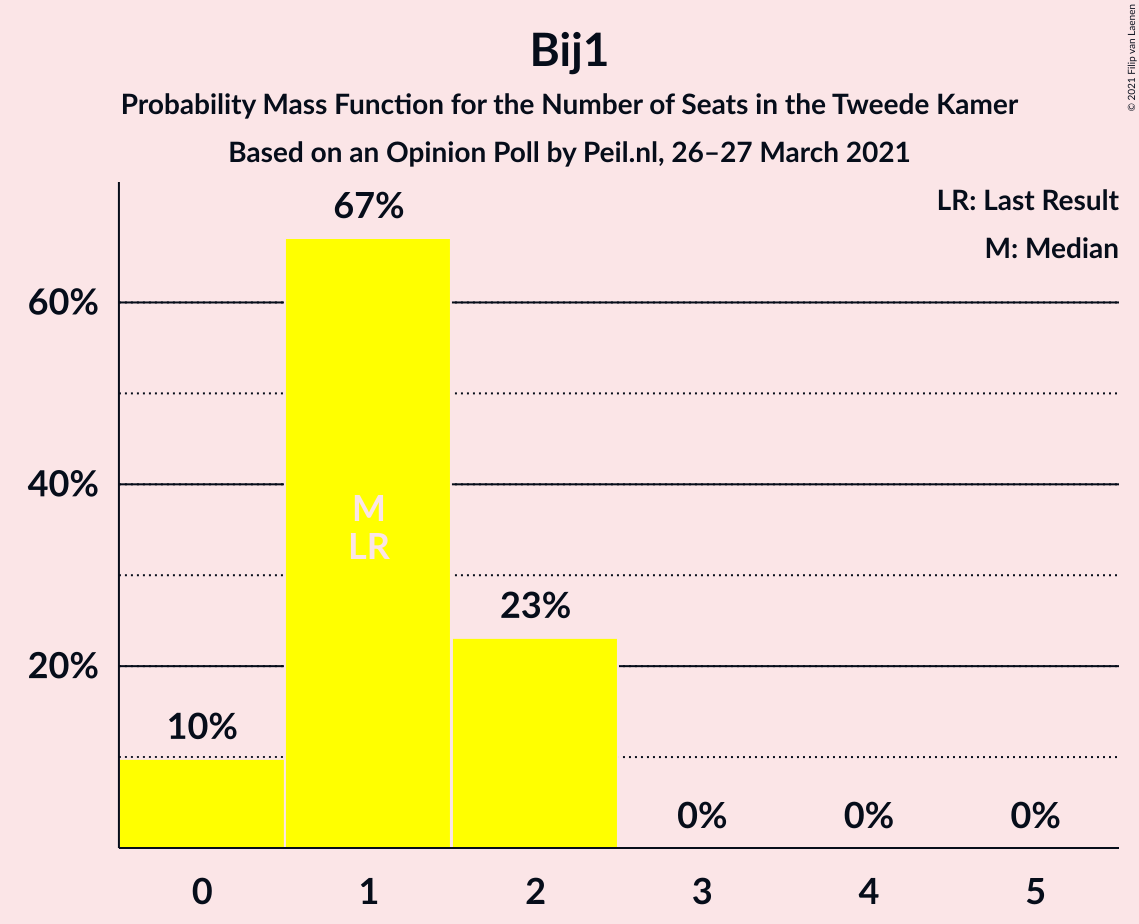 Bij1
Probability Mass Function for the Number of Seats in the Tweede Kamer
Based on an Opinion Poll by Peil.nl, 26–27 March 2021
© 2021 Filip van Laenen
LR: Last Result
M: Median
67%
60%
40%
M
LR
23%
20%
10%
0%
0%
0%
0
1
2
3
4
5